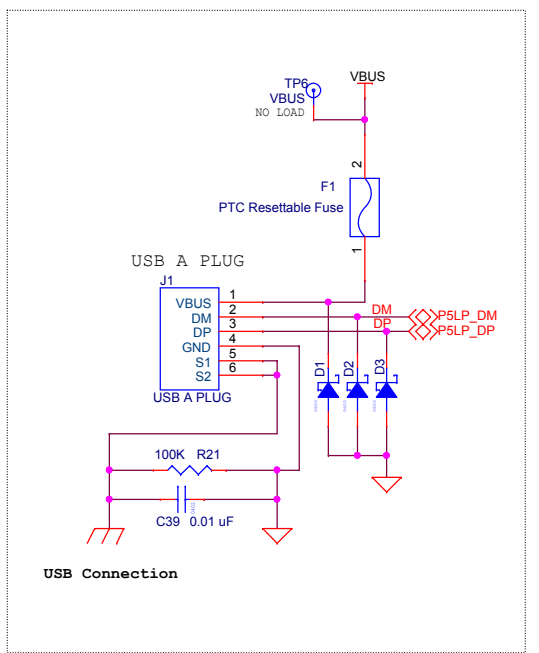 TP6
VBUS
VBUS
NO LOAD
2
F1
PTC Resettable Fuse
1
USB A PLUG
J1
VBUS 1
DM 2
DP 3
GND 4
S1 5
S2 6
USB A PLUG
DM P5LP_DM
DP P5LP_DP
D1 D2 D3
100K R21
C39 0.01 uF
0402
USB Connection